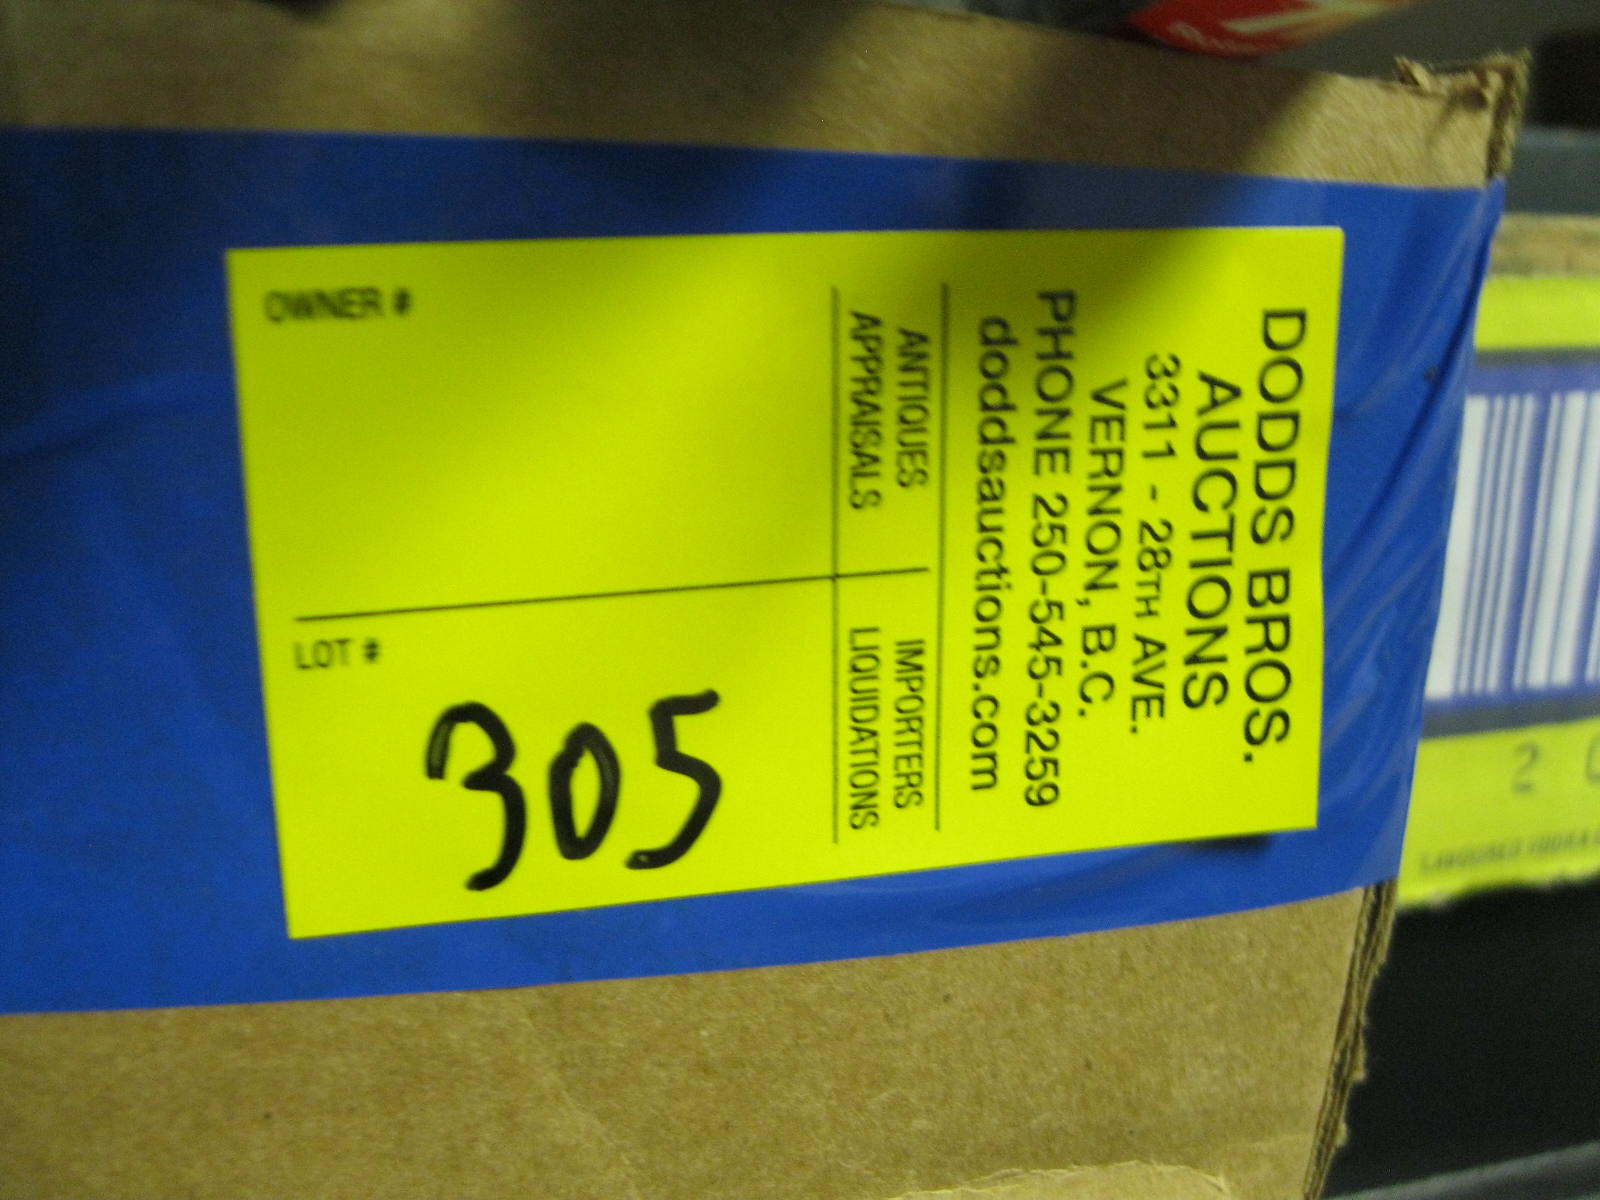 DODDS BROS.
AUCTIONS
3311 - 28TH AVE.
VERNON, B.C.
PHONE 250-545-3259
doddsauctions.com
ANTIQUES IMPORTERS
APPRAISALS LIQUIDATIONS
OWNER #
LOT #
305
2